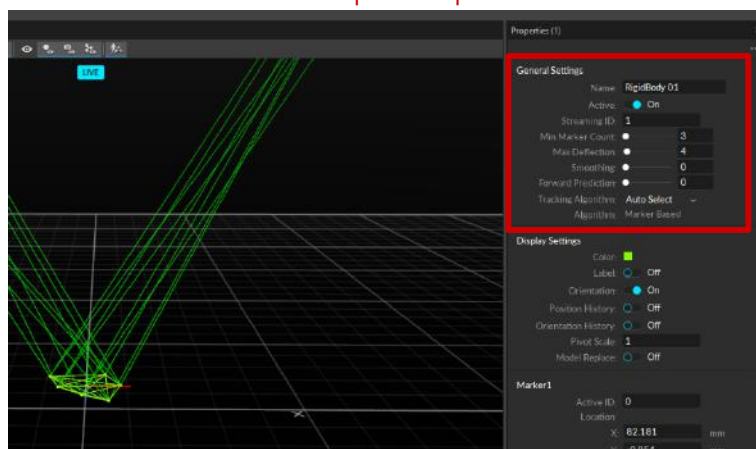 Properties (1)
LIVE
General Settings
Name: RigidBody 01
Active: On
Streaming ID: 1
Min Marker Count: 3
Max Deflection: 4
Smoothing: 0
Forward Prediction: 0
Tracking Algorithm: Auto Select
Algorithm: Marker Based
Display Settings
Color:
Label: Off
Orientation: On
Position History: Off
Orientation History: Off
Pivot Scale: 1
Model Replace: Off
Marker1
Active ID: 0
Location
X: 82.181 mm